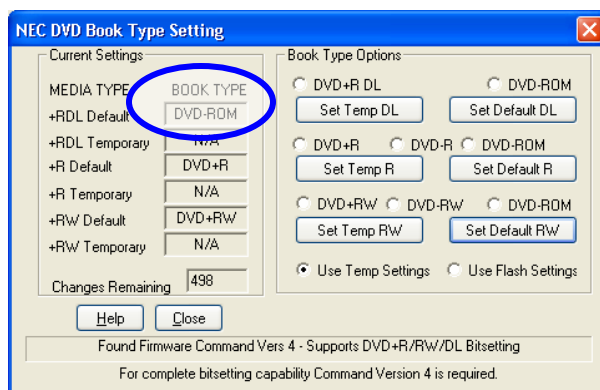 NEC DVD Book Type Setting
Current Settings
MEDIA TYPE BOOK TYPE
+RDL Default DVD-ROM
+RDL Temporary N/A
+R Default DVD+R
+R Temporary N/A
+RW Default DVD+RW
+RW Temporary N/A
Changes Remaining 498
Book Type Options
DVD+R DL DVD-ROM
Set Temp DL Set Default DL
DVD+R DVD-R DVD-ROM
Set Temp R Set Default R
DVD+RW DVD-RW DVD-ROM
Set Temp RW Set Default RW
Use Temp Settings Use Flash Settings
Help Close
Found Firmware Command Vers 4 - Supports DVD+R/RW/DL Bitsetting
For complete bitsetting capability Command Version 4 is required.